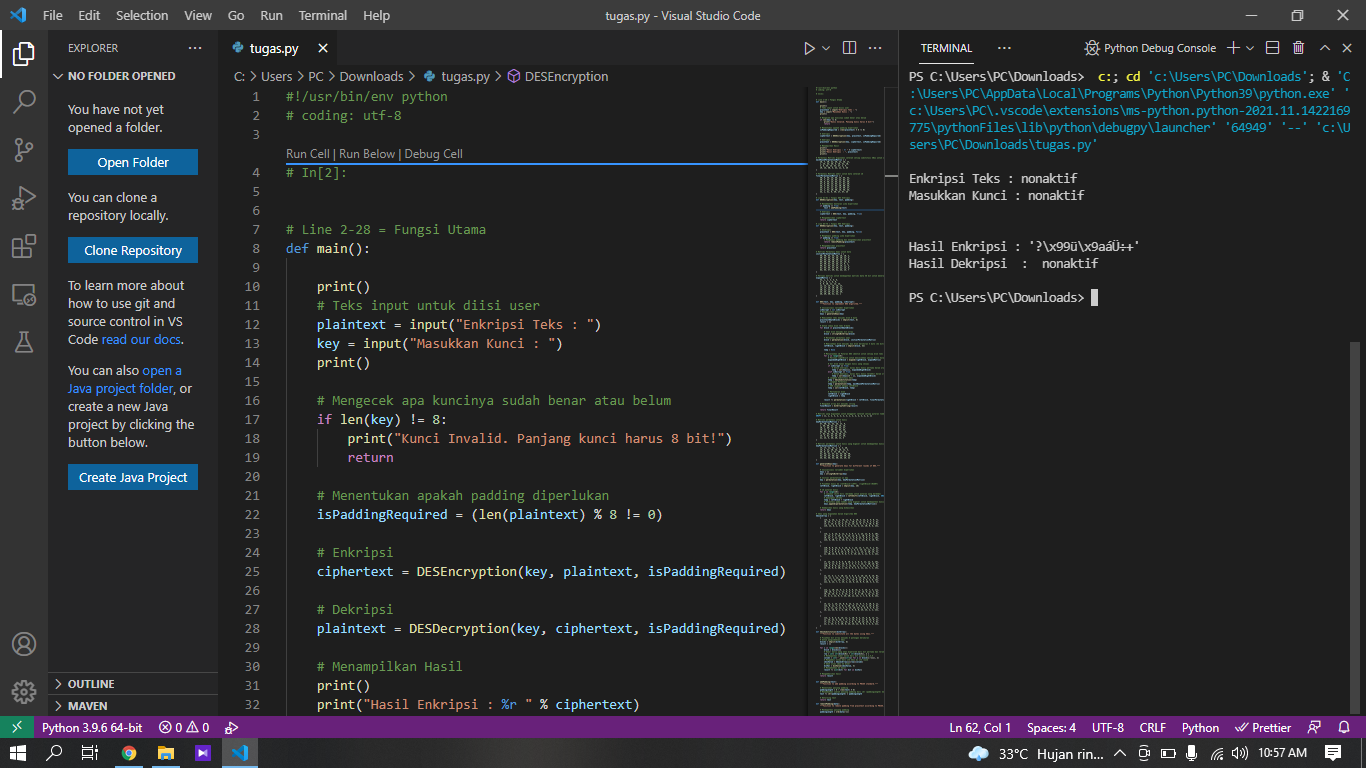 File Edit Selection View Go Run Terminal Help
tugas.py - Visual Studio Code
EXPLORER
NO FOLDER OPENED
You have not yet
opened a folder.
Open Folder
You can clone a
repository locally.
Clone Repository
To learn more about
how to use git and
source control in VS
Code read our docs.
You can also open a
Java project folder, or
create a new Java
project by clicking the
button below.
Create Java Project
OUTLINE
MAVEN
tugas.py
C: > Users > PC > Downloads > tugas.py > DESEncryption
1 #!/usr/bin/env python
2 # coding: utf-8
3
Run Cell | Run Below | Debug Cell
4 # In[2]:
5
6
7 # Line 2-28 = Fungsi Utama
8 def main():
9
10 print()
11 # Teks input untuk diisi user
12 plaintext = input("Enkripsi Teks : ")
13 key = input("Masukkan Kunci : ")
14 print()
15
16 # Mengecek apa kuncinya sudah benar atau belum
17 if len(key) != 8:
18 print("Kunci Invalid. Panjang kunci harus 8 bit!")
19 return
20
21 # Menentukan apakah padding diperlukan
22 isPaddingRequired = (len(plaintext) % 8 != 0)
23
24 # Enkripsi
25 ciphertext = DESEncryption(key, plaintext, isPaddingRequired)
26
27 # Dekripsi
28 plaintext = DESDecryption(key, ciphertext, isPaddingRequired)
29
30 # Menampilkan Hasil
31 print()
32 print("Hasil Enkripsi : %r " % ciphertext)
TERMINAL
Python Debug Console
PS C:\Users\PC\Downloads> c:; cd 'c:\Users\PC\Downloads'; & 'C
:\Users\PC\AppData\Local\Programs\Python\Python39\python.exe' '
c:\Users\PC\.vscode\extensions\ms-python.python-2021.11.1422169
775\pythonFiles\lib\python\debugpy\launcher' '64949' '--' 'c:\U
sers\PC\Downloads\tugas.py'
Enkripsi Teks : nonaktif
Masukkan Kunci : nonaktif
Hasil Enkripsi : '?\x99ü\x9aáÜ÷+'
Hasil Dekripsi : nonaktif
PS C:\Users\PC\Downloads>
Python 3.9.6 64-bit 0 0
Ln 62, Col 1 Spaces: 4 UTF-8 CRLF Python Prettier
33°C Hujan rin... 10:57 AM